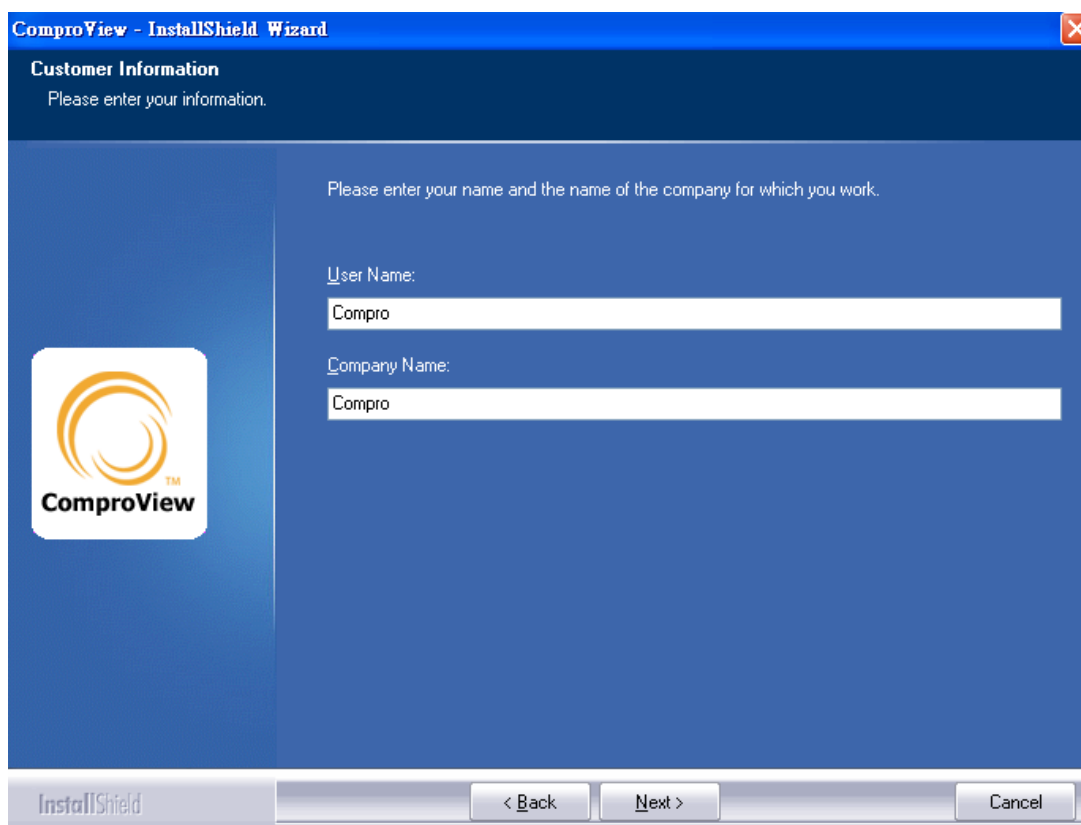 ComproView - InstallShield Wizard
Customer Information
Please enter your information.
Please enter your name and the name of the company for which you work.
User Name:
Compro
Company Name:
Compro
TM
ComproView
InstallShield
< Back
Next >
Cancel